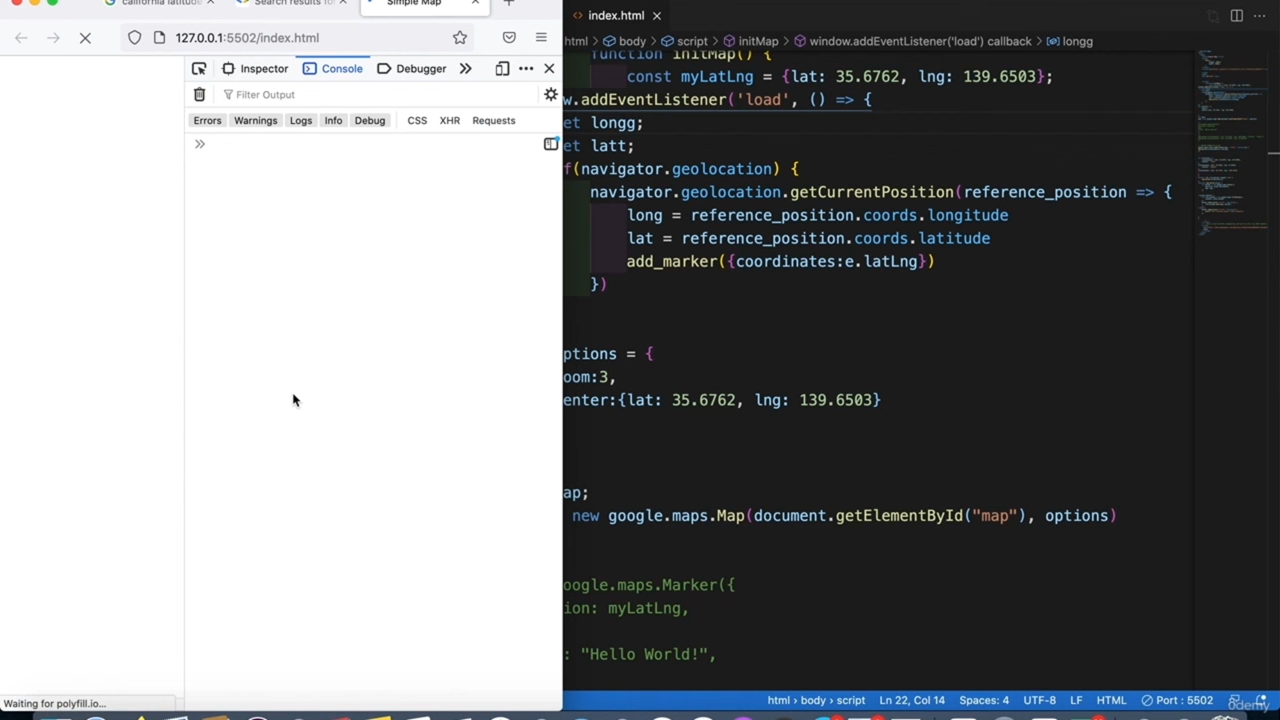 california latitude
Search results fo
Simple Map
127.0.0.1:5502/index.html
Inspector
Console
Debugger
Filter Output
Errors
Warnings
Logs
Info
Debug
CSS
XHR
Requests
Waiting for polyfill.io...
index.html
html > body > script > initMap > window.addEventListener('load') callback > longg
function initMap() {
const myLatLng = {lat: 35.6762, lng: 139.6503};
w.addEventListener('load', () => {
et longg;
et latt;
f(navigator.geolocation) {
navigator.geolocation.getCurrentPosition(reference_position => {
long = reference_position.coords.longitude
lat = reference_position.coords.latitude
add_marker({coordinates:e.latLng})
})
ptions = {
oom:3,
enter:{lat: 35.6762, lng: 139.6503}
ap;
new google.maps.Map(document.getElementById("map"), options)
oogle.maps.Marker({
ion: myLatLng,
: "Hello World!",
html > body > script
Ln 22, Col 14
Spaces: 4
UTF-8
LF
HTML
Port : 5502
udemy